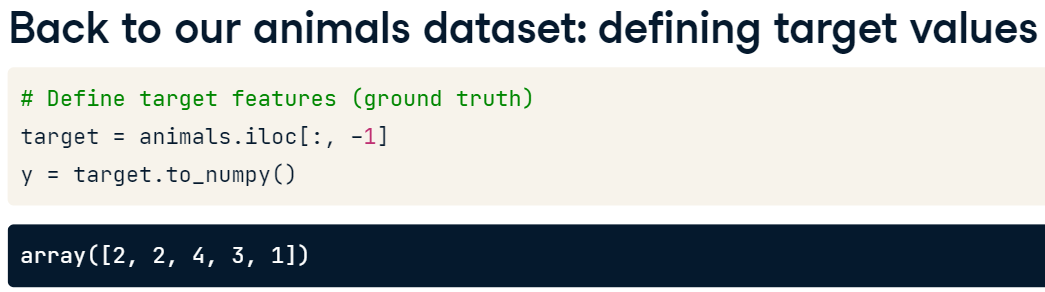 Back to our animals dataset: defining target values
# Define target features (ground truth)
target = animals.iloc[:, -1]
y = target.to_numpy()
array([2, 2, 4, 3, 1])